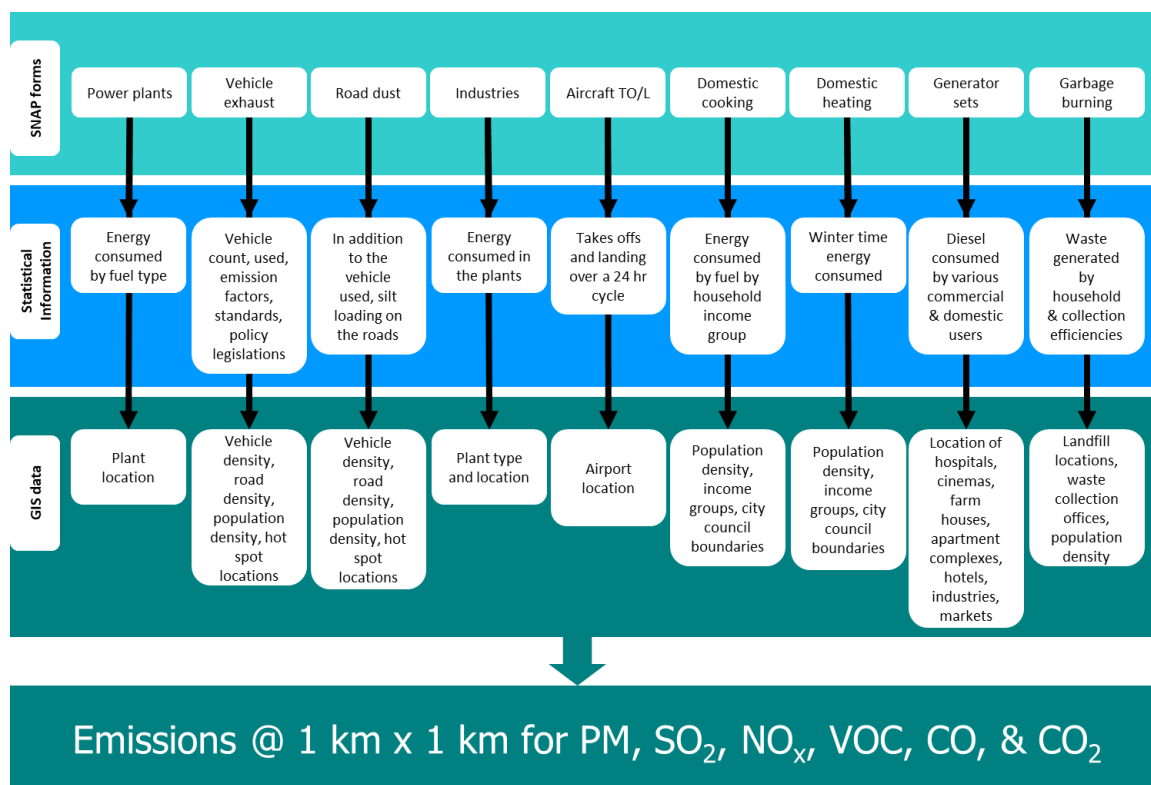 SNAP forms
Power plants
Vehicle
exhaust
Road dust
Industries
Aircraft TO/L
Domestic
cooking
Domestic
heating
Generator
sets
Garbage
burning
Statistical
Information
Energy
consumed
by fuel type
Vehicle
count, used,
emission
factors,
standards,
policy
legislations
In addition
to the
vehicle
used, silt
loading on
the roads
Energy
consumed in
the plants
Takes offs
and landing
over a 24 hr
cycle
Energy
consumed
by fuel by
household
income
group
Winter time
energy
consumed
Diesel
consumed
by various
commercial
& domestic
users
Waste
generated
by
household
& collection
efficiencies
GIS data
Plant
location
Vehicle
density,
road
density,
population
density, hot
spot
locations
Vehicle
density,
road
density,
population
density, hot
spot
locations
Plant type
and location
Airport
location
Population
density,
income
groups, city
council
boundaries
Population
density,
income
groups, city
council
boundaries
Location of
hospitals,
cinemas,
farm
houses,
apartment
complexes,
hotels,
industries,
markets
Landfill
locations,
waste
collection
offices,
population
density
Emissions @ 1 km x 1 km for PM, SO₂, NOₓ, VOC, CO, & CO₂